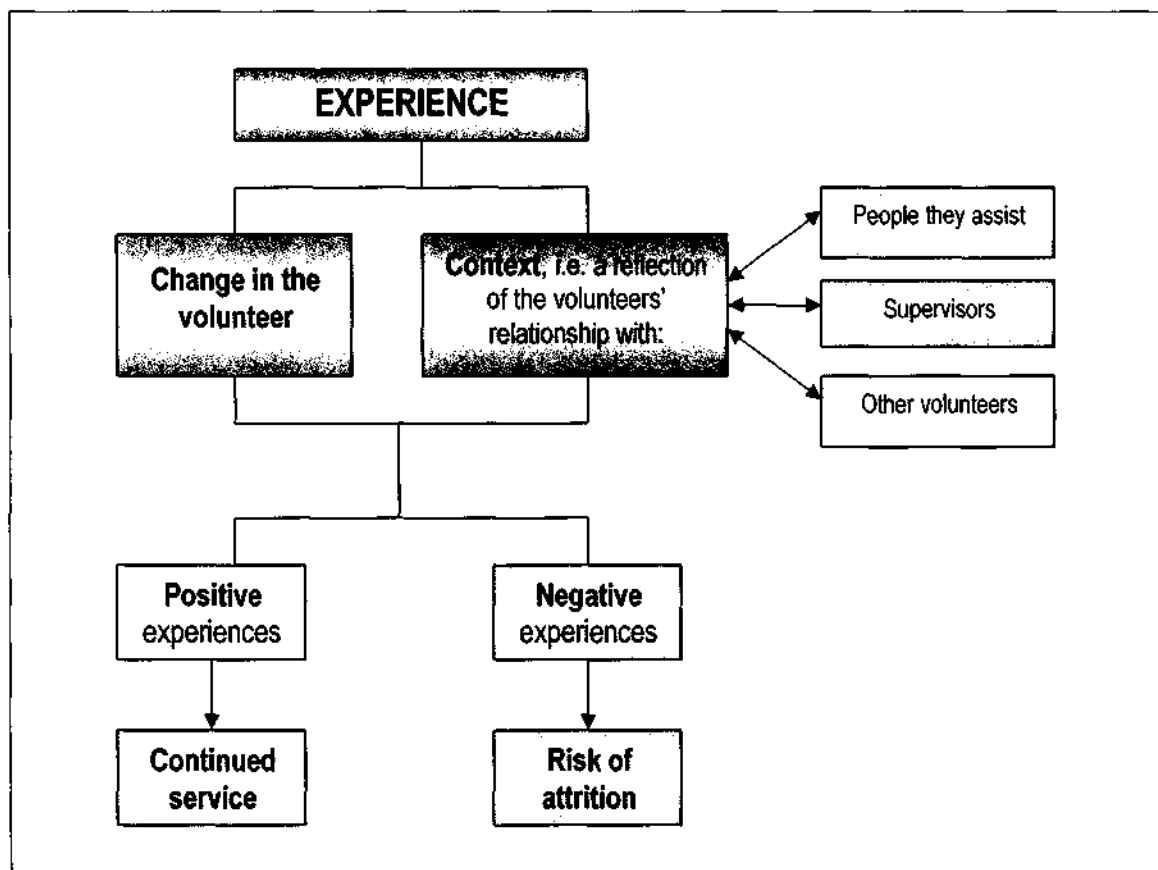 EXPERIENCE
Change in the
volunteer
Context, i.e. a reflection
of the volunteers'
relationship with:
People they assist
Supervisors
Other volunteers
Positive
experiences
Negative
experiences
Continued
service
Risk of
attrition